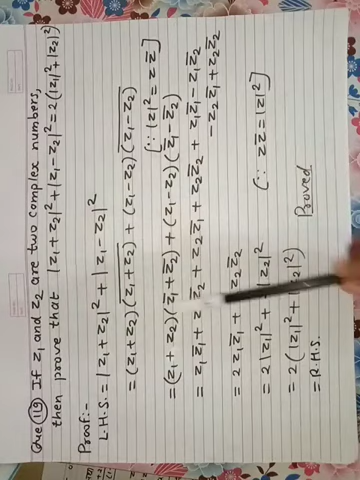 Que (119) If z₁ and z₂ are two complex numbers,
then prove that |z₁+z₂|²+|z₁-z₂|²=2(|z₁|²+|z₂|²)
Proof:-
L.H.S. = |z₁+z₂|²+|z₁-z₂|²
=(z₁+z₂)(\overline{z₁+z₂})+(z₁-z₂)(\overline{z₁-z₂})
[∵ |z|²=z z̅]
=(z₁+z₂)(z̅₁+z̅₂)+(z₁-z₂)(z̅₁-z̅₂)
= z₁z̅₁+z z̅₂+z₂z̅₁+z₂z̅₂+z₁z̅₁-z₁z̅₂
-z₂z̅₁+z₂z̅₂
= 2z₁z̅₁+ z₂z̅₂
= 2|z₁|²+ |z₂|² (∵ zz̅=|z|²)
= 2(|z₁|²+ z₂|²)
= R.H.S. Proved